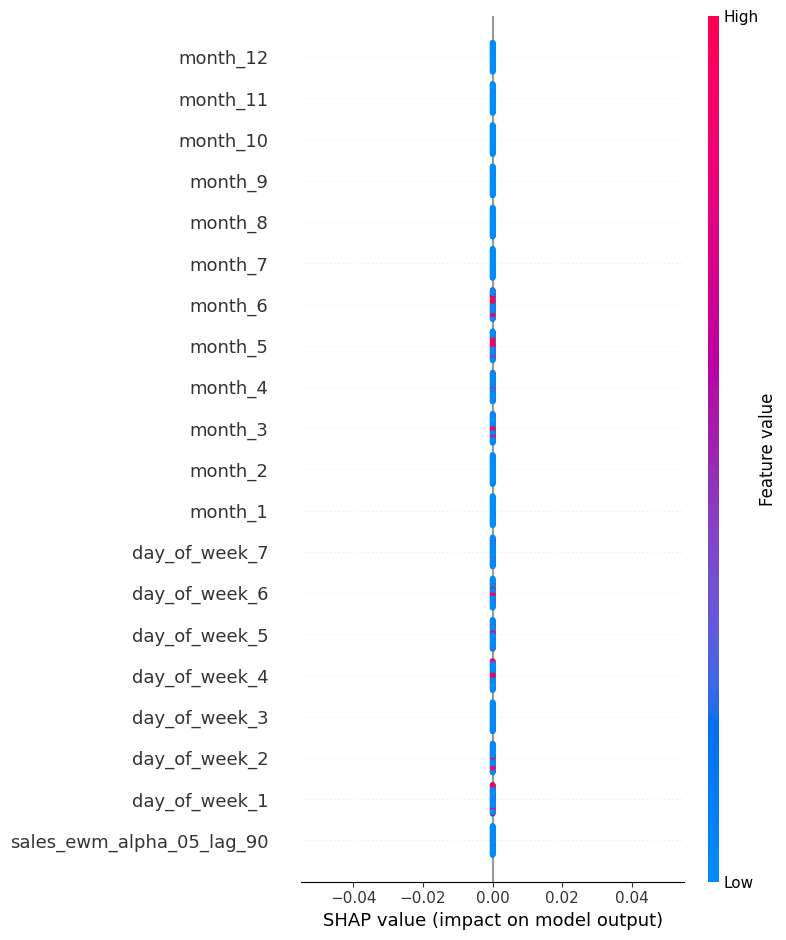 High
month_12
month_11
month_10
month_9
month_8
month_7
month_6
month_5
month_4
month_3
month_2
month_1
day_of_week_7
day_of_week_6
day_of_week_5
day_of_week_4
day_of_week_3
day_of_week_2
day_of_week_1
sales_ewm_alpha_05_lag_90
Feature value
Low
−0.04 −0.02 0.00 0.02 0.04
SHAP value (impact on model output)